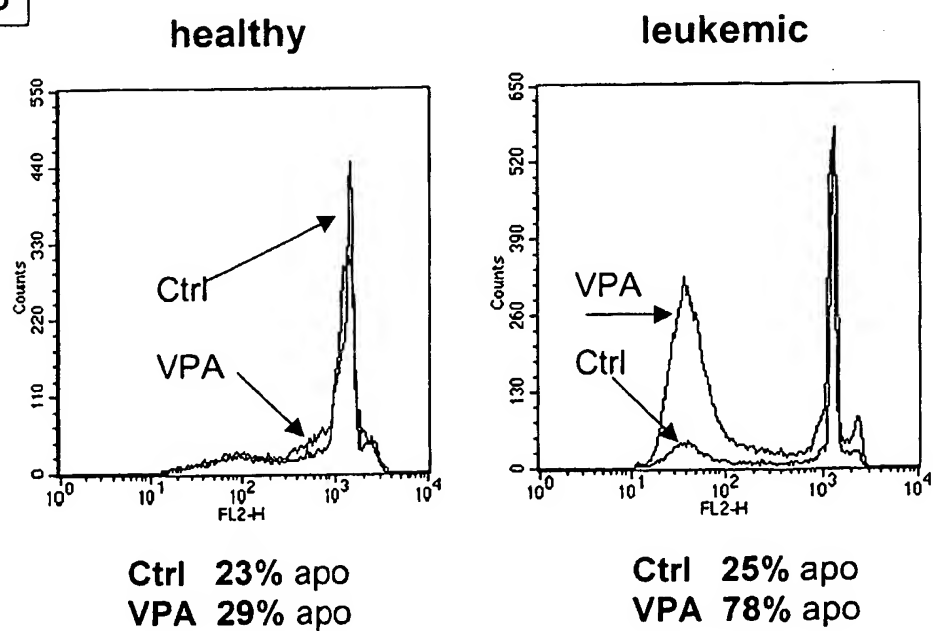 healthy
550
440
330
220
110
0
Counts
Ctrl
VPA
10^0
10^1
10^2
10^3
10^4
FL2-H
Ctrl 23% apo
VPA 29% apo
leukemic
650
520
390
260
130
0
Counts
VPA
Ctrl
10^0
10^1
10^2
10^3
10^4
FL2-H
Ctrl 25% apo
VPA 78% apo